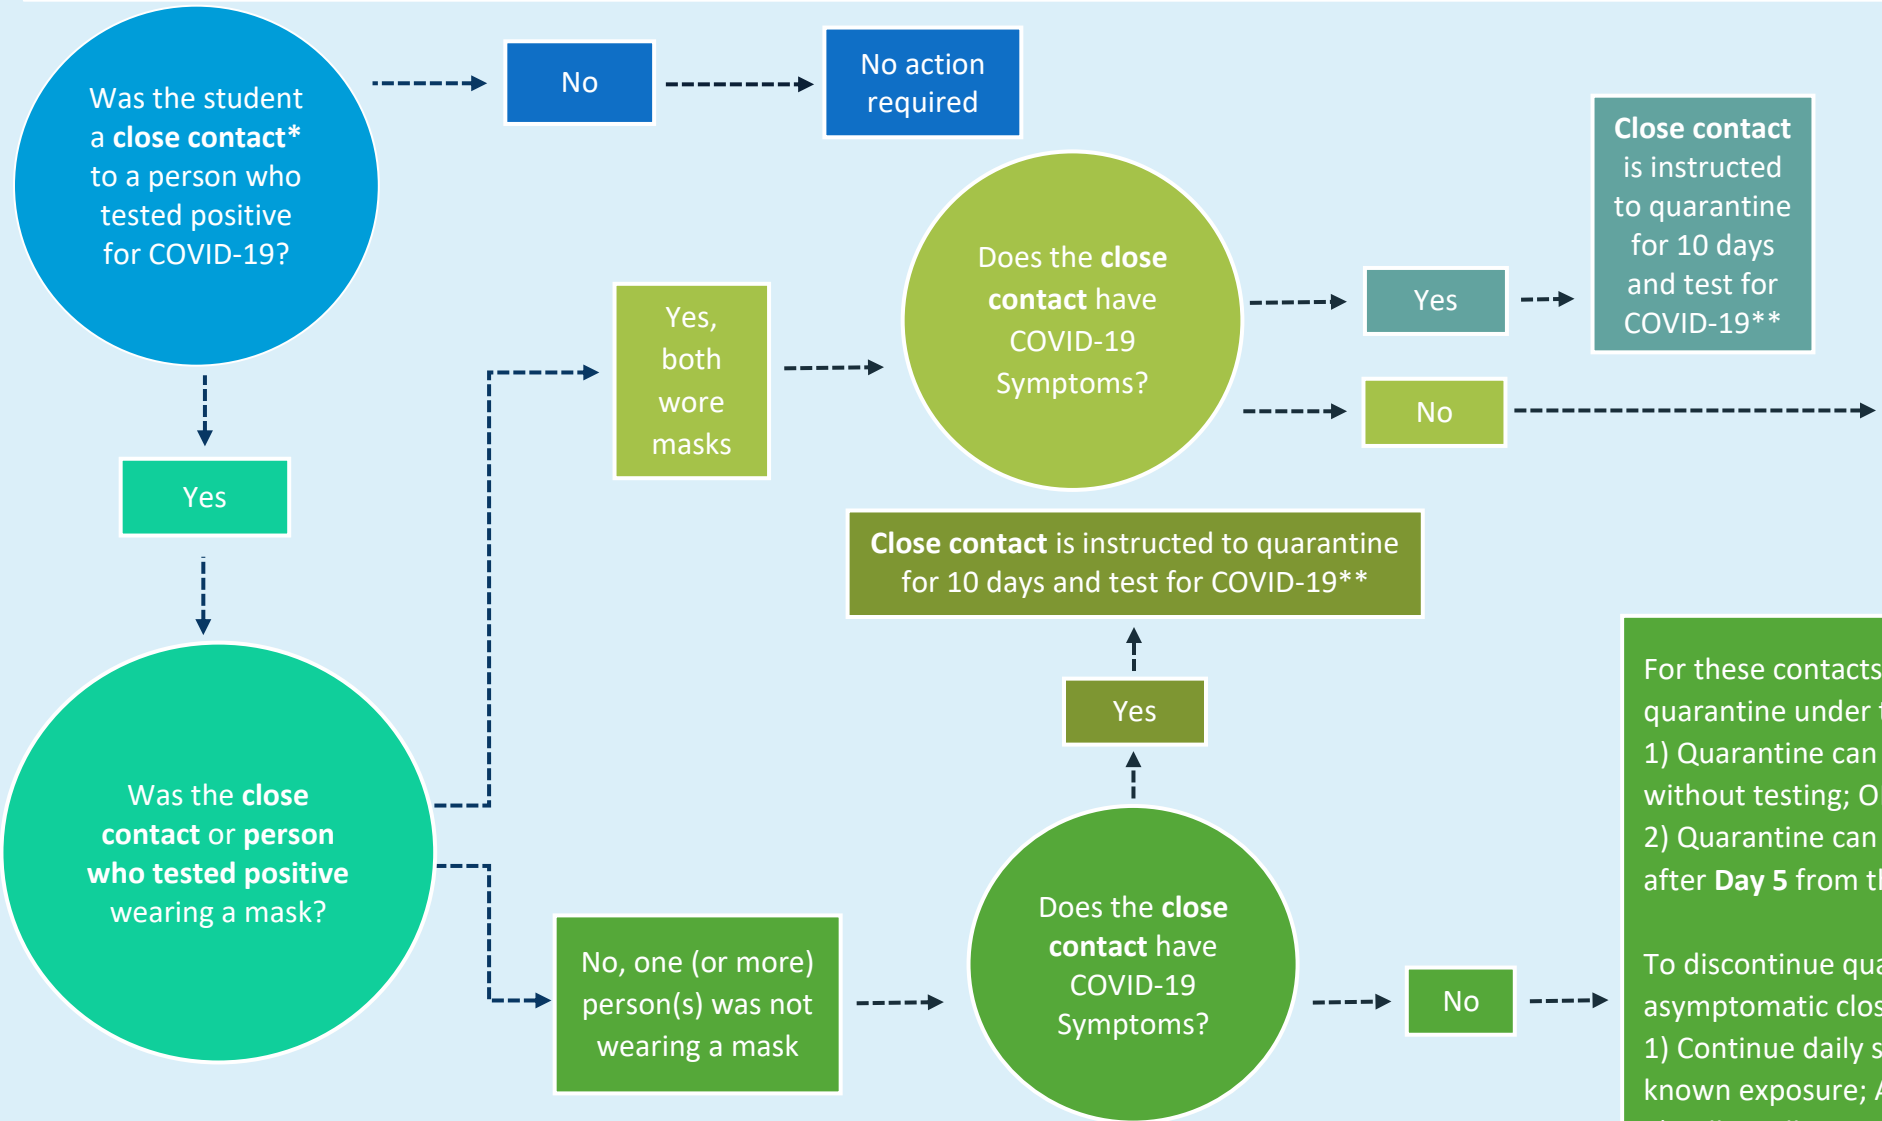 Was the student
a close contact*
to a person who
tested positive
for COVID-19?
No
No action
required
Yes
Was the close
contact or person
who tested positive
wearing a mask?
Yes,
both
wore
masks
Does the close
contact have
COVID-19
Symptoms?
Yes
Close contact
is instructed
to quarantine
for 10 days
and test for
COVID-19**
No
No, one (or more)
person(s) was not
wearing a mask
Does the close
contact have
COVID-19
Symptoms?
Yes
Close contact is instructed to quarantine
for 10 days and test for COVID-19**
No
For these contacts
quarantine under
1) Quarantine can
without testing;
2) Quarantine can
after Day 5 from
To discontinue
asymptomatic
1) Continue daily
known exposure;